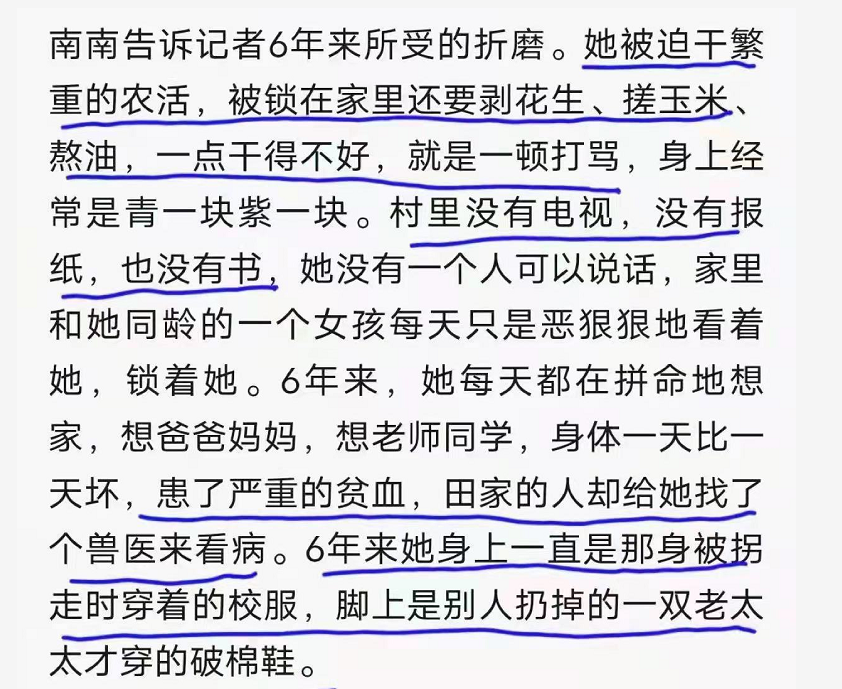 南南告诉记者6年来所受的折磨。她被迫干繁
重的农活，被锁在家里还要剥花生、搓玉米、
熬油，一点干得不好，就是一顿打骂，身上经
常是青一块紫一块。村里没有电视，没有报
纸，也没有书，她没有一个人可以说话，家里
和她同龄的一个女孩每天只是恶狠狠地看着
她，锁着她。6年来，她每天都在拼命地想
家，想爸爸妈妈，想老师同学，身体一天比一
天坏，患了严重的贫血，田家的人却给她找了
个兽医来看病。6年来她身上一直是那身被拐
走时穿着的校服，脚上是别人扔掉的一双老太
太才穿的破棉鞋。